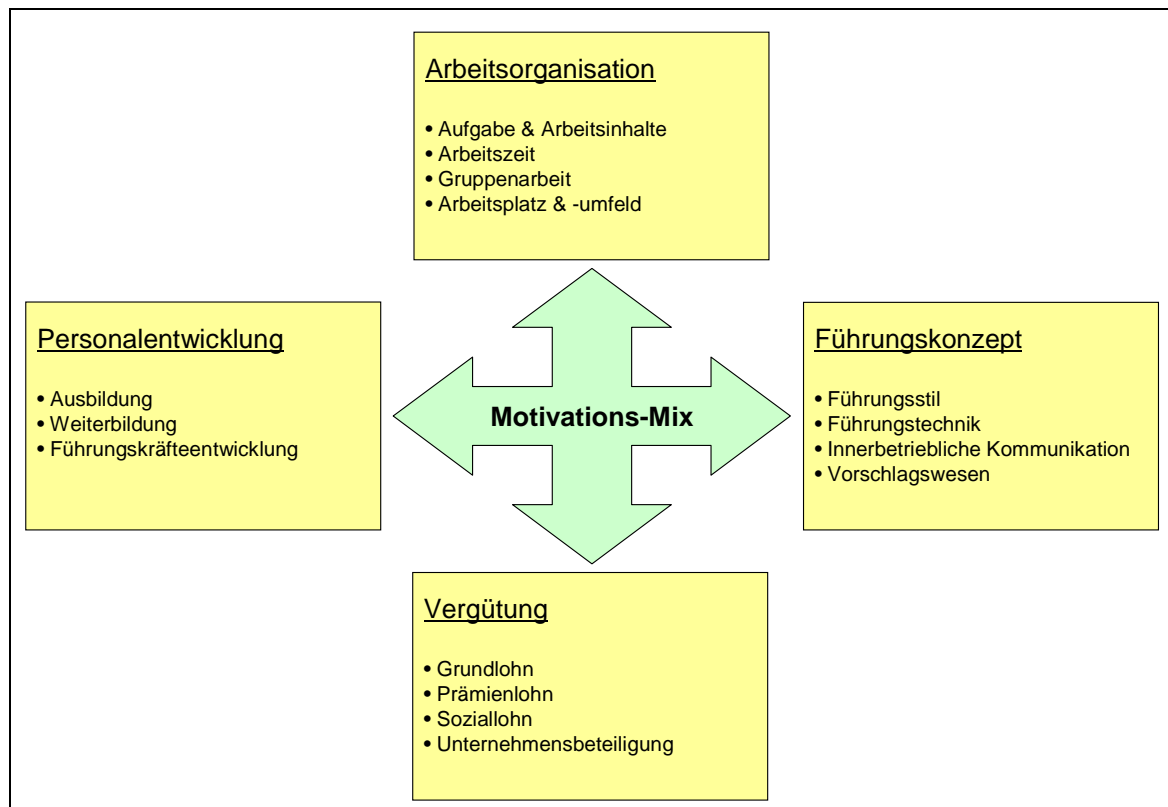 Arbeitsorganisation
• Aufgabe & Arbeitsinhalte
• Arbeitszeit
• Gruppenarbeit
• Arbeitsplatz & -umfeld
Personalentwicklung
• Ausbildung
• Weiterbildung
• Führungskräfteentwicklung
Motivations-Mix
Führungskonzept
• Führungsstil
• Führungstechnik
• Innerbetriebliche Kommunikation
• Vorschlagswesen
Vergütung
• Grundlohn
• Prämienlohn
• Soziallohn
• Unternehmensbeteiligung